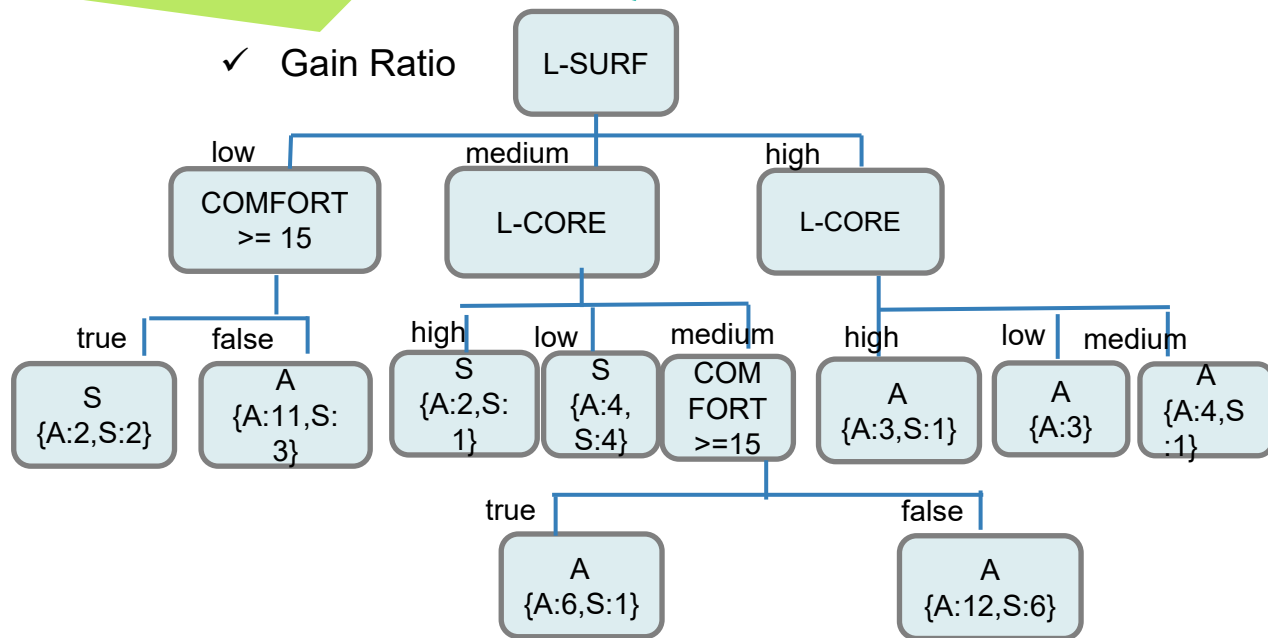 ✓ Gain Ratio
L-SURF
low
medium
high
COMFORT
>= 15
L-CORE
L-CORE
true
false
high
low
medium
high
low
medium
S
{A:2,S:2}
A
{A:11,S:
3}
S
{A:2,S:
1}
S
{A:4,
S:4}
COM
FORT
>=15
A
{A:3,S:1}
A
{A:3}
A
{A:4,S
:1}
true
false
A
{A:6,S:1}
A
{A:12,S:6}